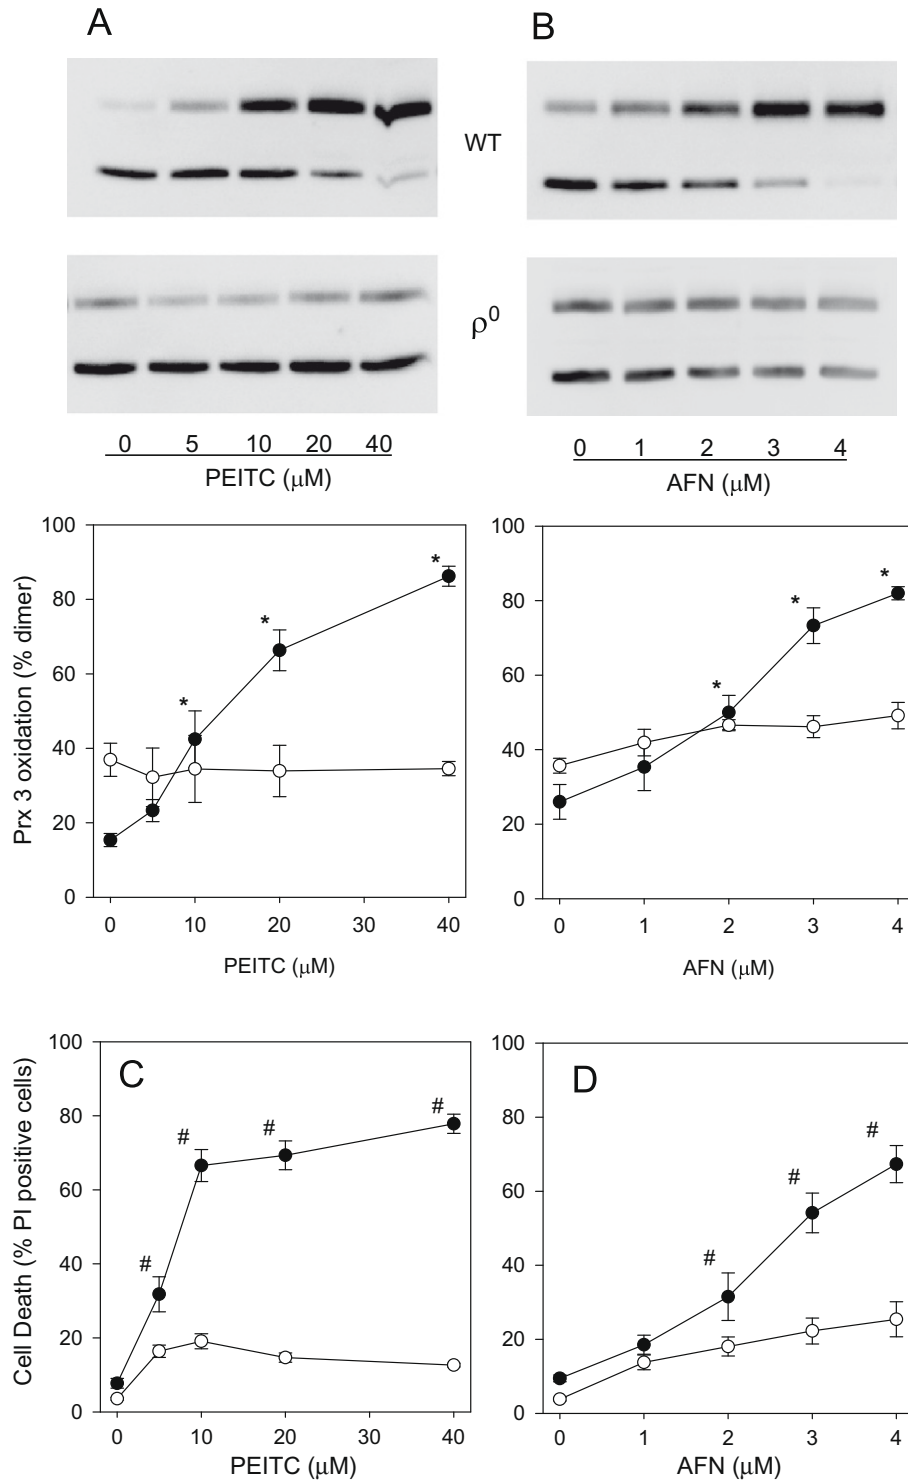 A
B
WT
ρ0
0 5 10 20 40
PEITC (μM)
0 1 2 3 4
AFN (μM)
Prx 3 oxidation (% dimer)
100
80
60
40
20
0
* * * *
0 10 20 30 40
PEITC (μM)
100
80
60
40
20
0
* * *
0 1 2 3 4
AFN (μM)
Cell Death (% PI positive cells)
100
80
60
40
20
0
C
# # # #
0 10 20 30 40
PEITC (μM)
100
80
60
40
20
0
D
# # #
0 1 2 3 4
AFN (μM)